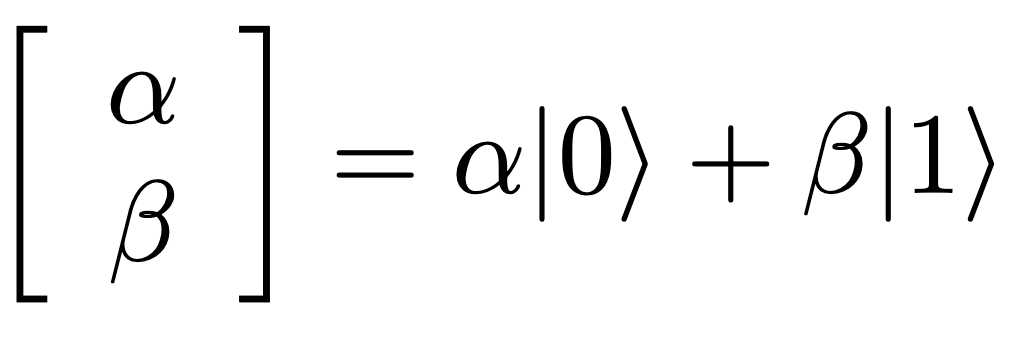 [α
β] = α|0⟩ + β|1⟩